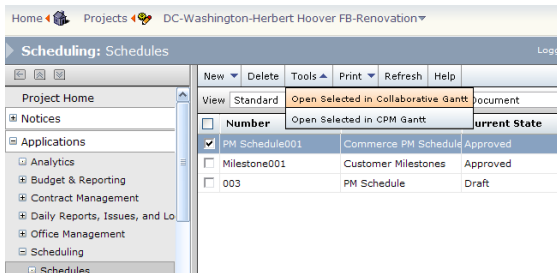 Home Projects DC-Washington-Herbert Hoover FB-Renovation
Scheduling: Schedules Logg
New Delete Tools Print Refresh Help
Project Home
View Standard Open Selected in Collaborative Gantt Document
Notices
Open Selected in CPM Gantt
Number Current State
Applications
PM Schedule001 Commerce PM Schedule Approved
Analytics
Milestone001 Customer Milestones Approved
Budget & Reporting
003 PM Schedule Draft
Contract Management
Daily Reports, Issues, and Lo
Office Management
Scheduling
Schedules